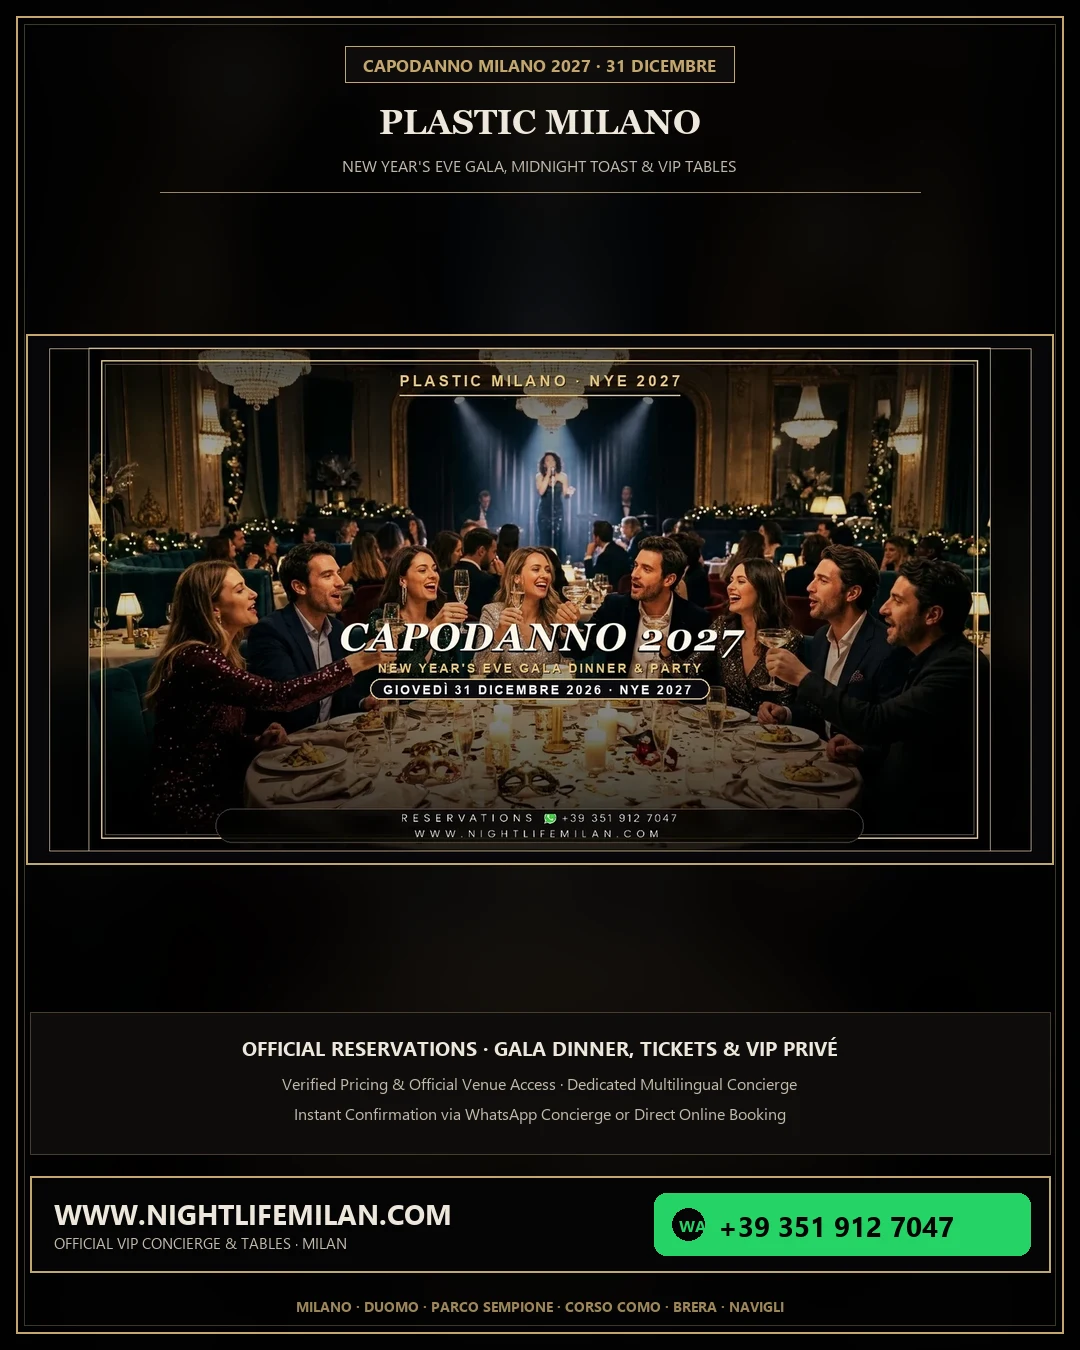 CAPODANNO MILANO 2027 · 31 DICEMBRE
PLASTIC MILANO
NEW YEAR'S EVE GALA, MIDNIGHT TOAST & VIP TABLES
PLASTIC MILANO · NYE 2027
CAPODANNO 2027
NEW YEAR'S EVE GALA DINNER & PARTY
GIOVEDÌ 31 DICEMBRE 2026 · NYE 2027
RESERVATIONS +39 351 912 7047
WWW.NIGHTLIFEMILAN.COM
OFFICIAL RESERVATIONS · GALA DINNER, TICKETS & VIP PRIVÉ
Verified Pricing & Official Venue Access · Dedicated Multilingual Concierge
Instant Confirmation via WhatsApp Concierge or Direct Online Booking
WWW.NIGHTLIFEMILAN.COM
OFFICIAL VIP CONCIERGE & TABLES · MILAN
WA +39 351 912 7047
MILANO · DUOMO · PARCO SEMPIONE · CORSO COMO · BRERA · NAVIGLI